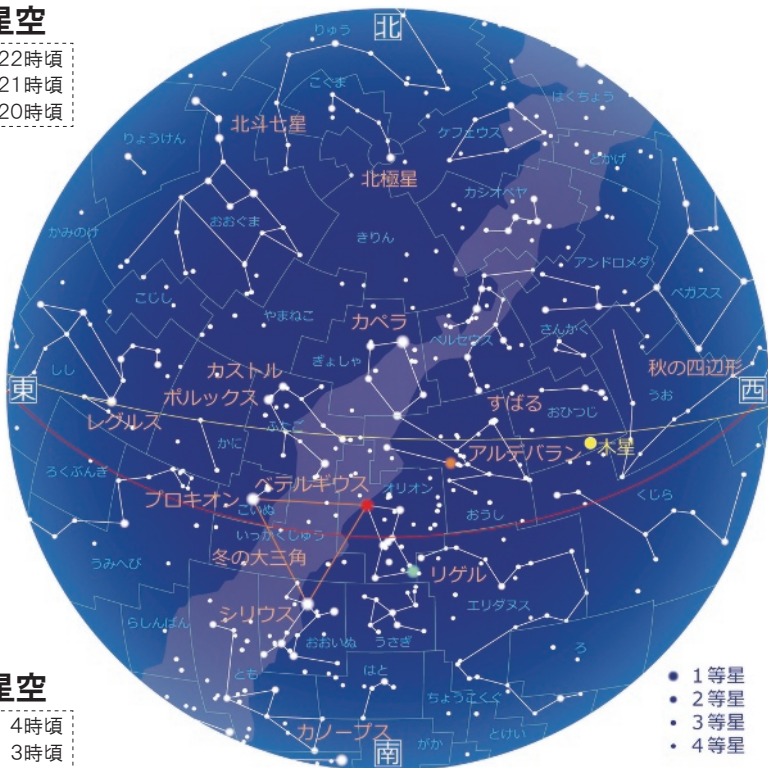 星空
22時頃
21時頃
20時頃
北
りゅう
こぐま
はくちょう
北斗七星
ケフェウス
りょうけん
とかげ
北極星
カシオペヤ
おおぐま
かみのけ
きりん
アンドロメダ
こじし
ペガスス
やまねこ
カペラ
ペルセウス
さんかく
ぎょしゃ
しし
カストル
秋の四辺形
東
ポルックス
すばる
うお
西
レグルス
おひつじ
ふたご
かに
アルデバラン
木星
ろくぶんぎ
ベテルギウス
オリオン
プロキオン
こいぬ
くじら
おうし
いっかくじゅう
うみへび
冬の大三角
リゲル
シリウス
エリダヌス
らしんばん
おおいぬ
うさぎ
ろ
とも
はと
ちょうこくぐ
星空
カノープス
とけい
がか
南
4時頃
3時頃
1等星
2等星
3等星
4等星